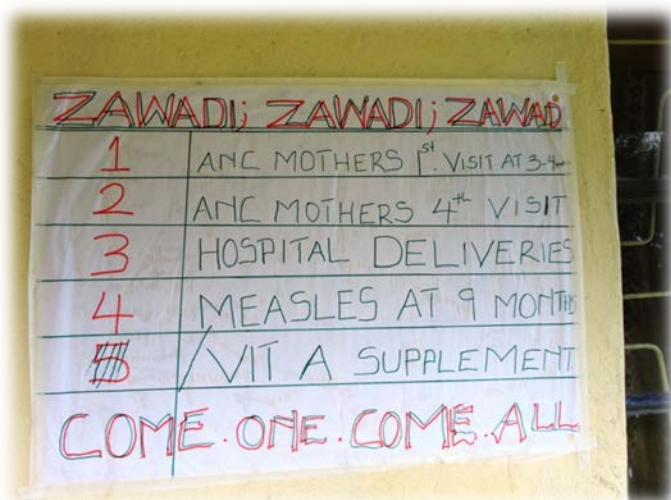 ZAWADI; ZAWADI; ZAWADI
1 ANC MOTHERS 1st. VISIT AT 3-4
2 ANC MOTHERS 4th VISIT
3 HOSPITAL DELIVERIES
4 MEASLES AT 9 MONTHS
5 /VIT A SUPPLEMENT
COME. ONE. COME. ALL